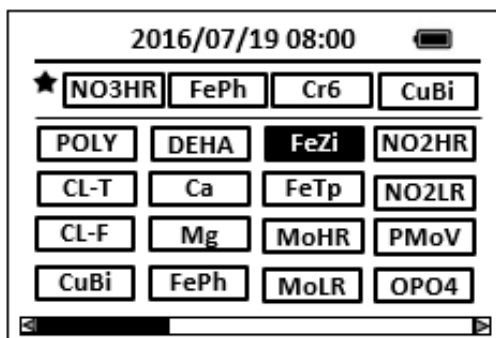 2016/07/19 08:00
NO3HR FePh Cr6 CuBi
POLY DEHA FeZi NO2HR
CL-T Ca FeTp NO2LR
CL-F Mg MoHR PMoV
CuBi FePh MoLR OPO4